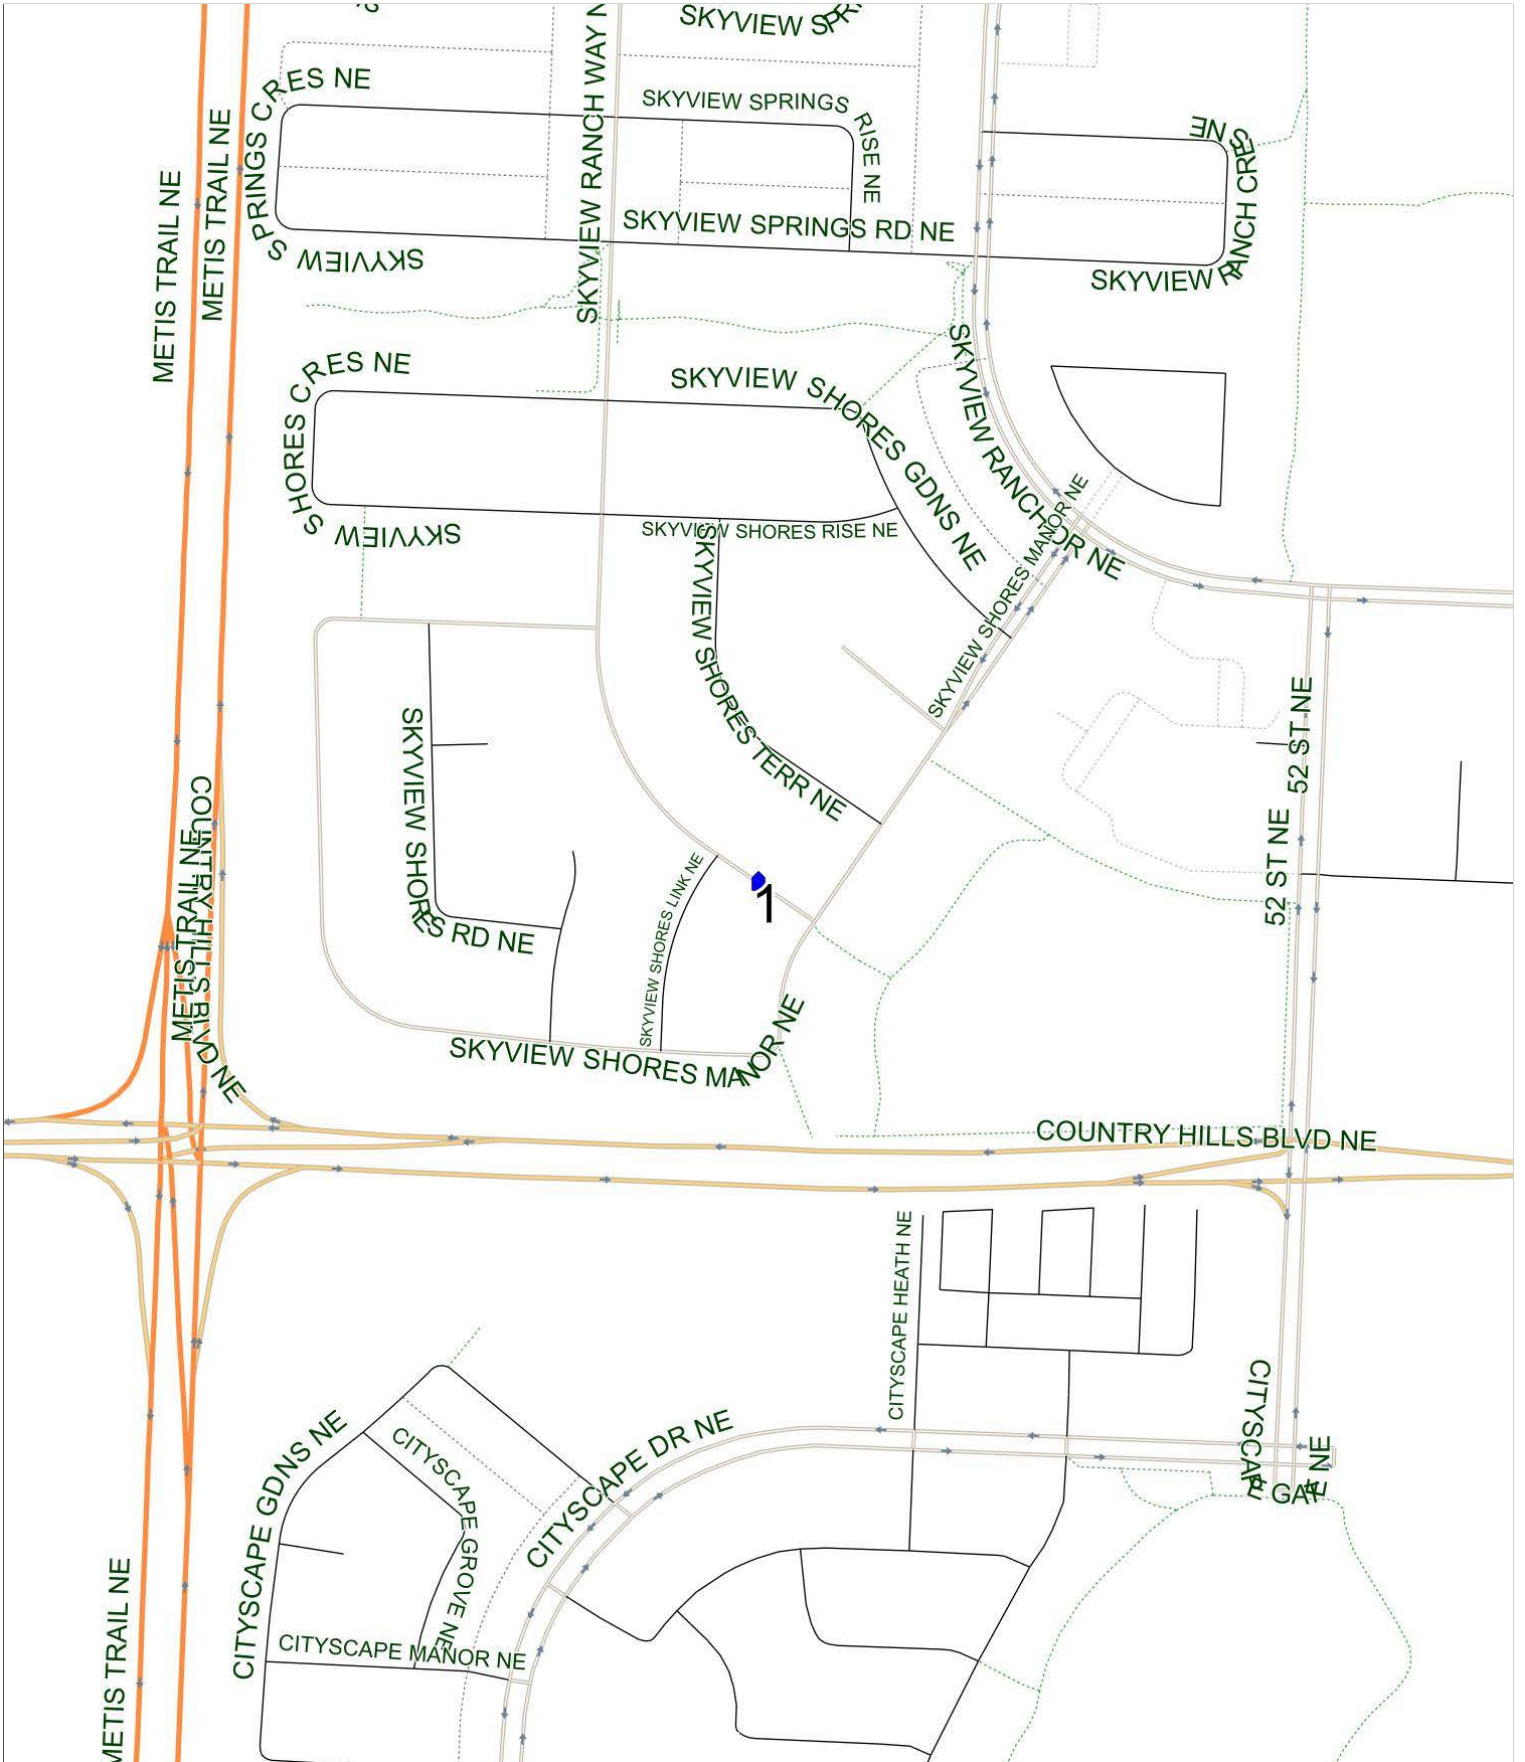 SKYVIEW SPR
SKYVIEW RANCH WAY N
SPRINGS CRES NE
SKYVIEW
SKYVIEW SPRINGS RISE NE
METIS TRAIL NE
METIS TRAIL NE
SKYVIEW SPRINGS RD NE
SKYVIEW RANCH CRES NE
SHORES CRES NE
SKYVIEW
SKYVIEW SHORES GDNS NE
SKYVIEW RANCH DR NE
SKYVIEW SHORES RISE NE
SKYVIEW SHORES MANOR NE
SKYVIEW SHORES TERR NE
SKYVIEW SHORES RD NE
52 ST NE
52 ST NE
COUNTRY HILLS BLVD NE
METIS TRAIL NE
SKYVIEW SHORES LINK NE
1
SKYVIEW SHORES MANOR NE
COUNTRY HILLS BLVD NE
CITYSCAPE HEATH NE
CITYSCAPE GATE NE
CITYSCAPE DR NE
CITYSCAPE GDNS NE
CITYSCAPE GROVE NE
CITYSCAPE MANOR NE
METIS TRAIL NE